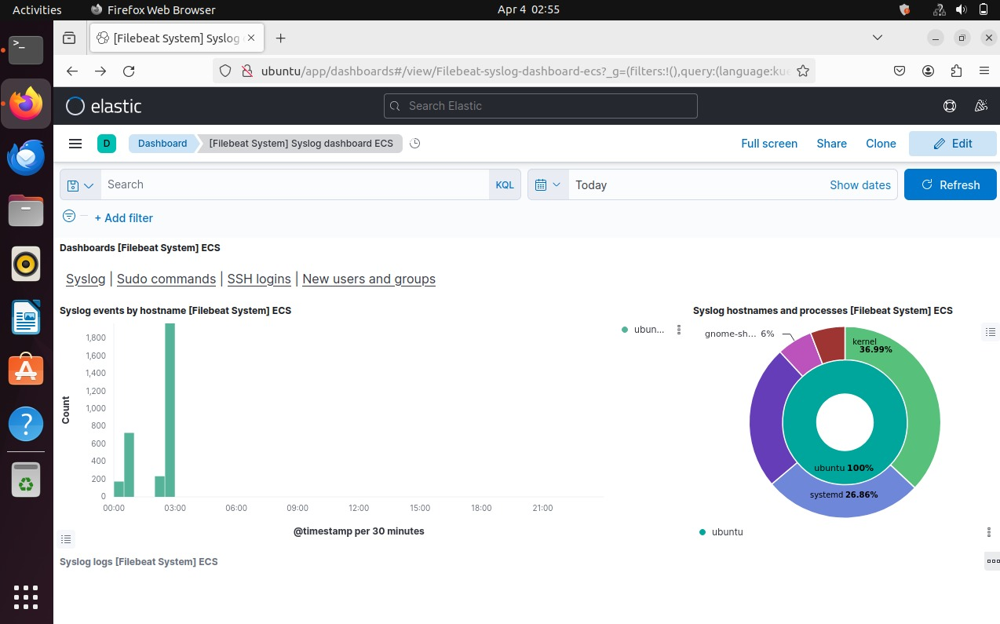 Activities
Firefox Web Browser
Apr 4 02:55
[Filebeat System] Syslog
ubuntu/app/dashboards#/view/Filebeat-syslog-dashboard-ecs?_g=(filters:!(),query:(language:kue
elastic
Search Elastic
D
Dashboard
[Filebeat System] Syslog dashboard ECS
Full screen
Share
Clone
Edit
Search
KQL
Today
Show dates
Refresh
+ Add filter
Dashboards [Filebeat System] ECS
Syslog | Sudo commands | SSH logins | New users and groups
Syslog events by hostname [Filebeat System] ECS
1,800
1,600
1,400
1,200
1,000
800
600
400
200
0
Count
00:00
03:00
06:00
09:00
12:00
15:00
18:00
21:00
@timestamp per 30 minutes
ubun...
Syslog hostnames and processes [Filebeat System] ECS
gnome-sh... 6%
kernel
36.99%
ubuntu 100%
systemd 26.86%
ubuntu
Syslog logs [Filebeat System] ECS